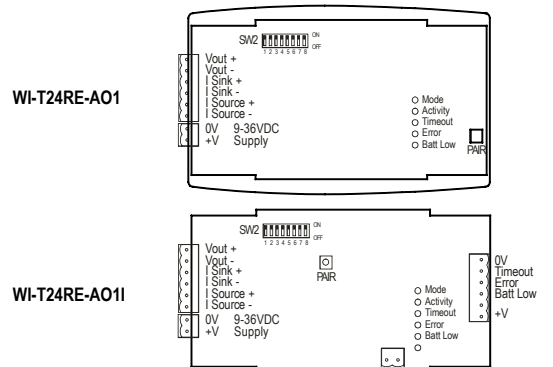 SW2
ON
OFF
1 2 3 4 5 6 7 8
Vout +
Vout -
I Sink +
I Sink -
I Source +
I Source -
0V 9-36VDC
+V Supply
WI-T24RE-AO1
Mode
Activity
Timeout
Error
Batt Low
PAIR
SW2
ON
OFF
1 2 3 4 5 6 7 8
Vout +
Vout -
I Sink +
I Sink -
I Source +
I Source -
0V 9-36VDC
+V Supply
WI-T24RE-AO1I
PAIR
Mode
Activity
Timeout
Error
Batt Low
0V
Timeout
Error
Batt Low
+V